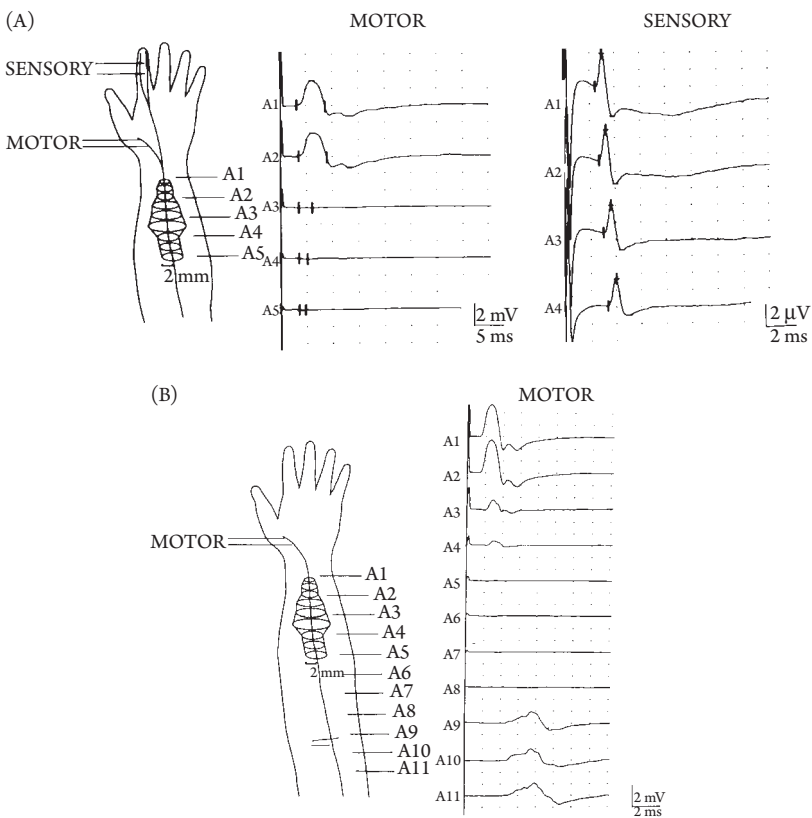 (A)
MOTOR
SENSORY
SENSORY
MOTOR
A1
A2
A3
A4
A5
2 mm
A1
A2
A3
A4
A5
2 mV
5 ms
A1
A2
A3
A4
2 μV
2 ms
(B)
MOTOR
MOTOR
A1
A2
A3
A4
A5
2 mm
A6
A7
A8
A9
A10
A11
A1
A2
A3
A4
A5
A6
A7
A8
A9
A10
A11
2 mV
2 ms